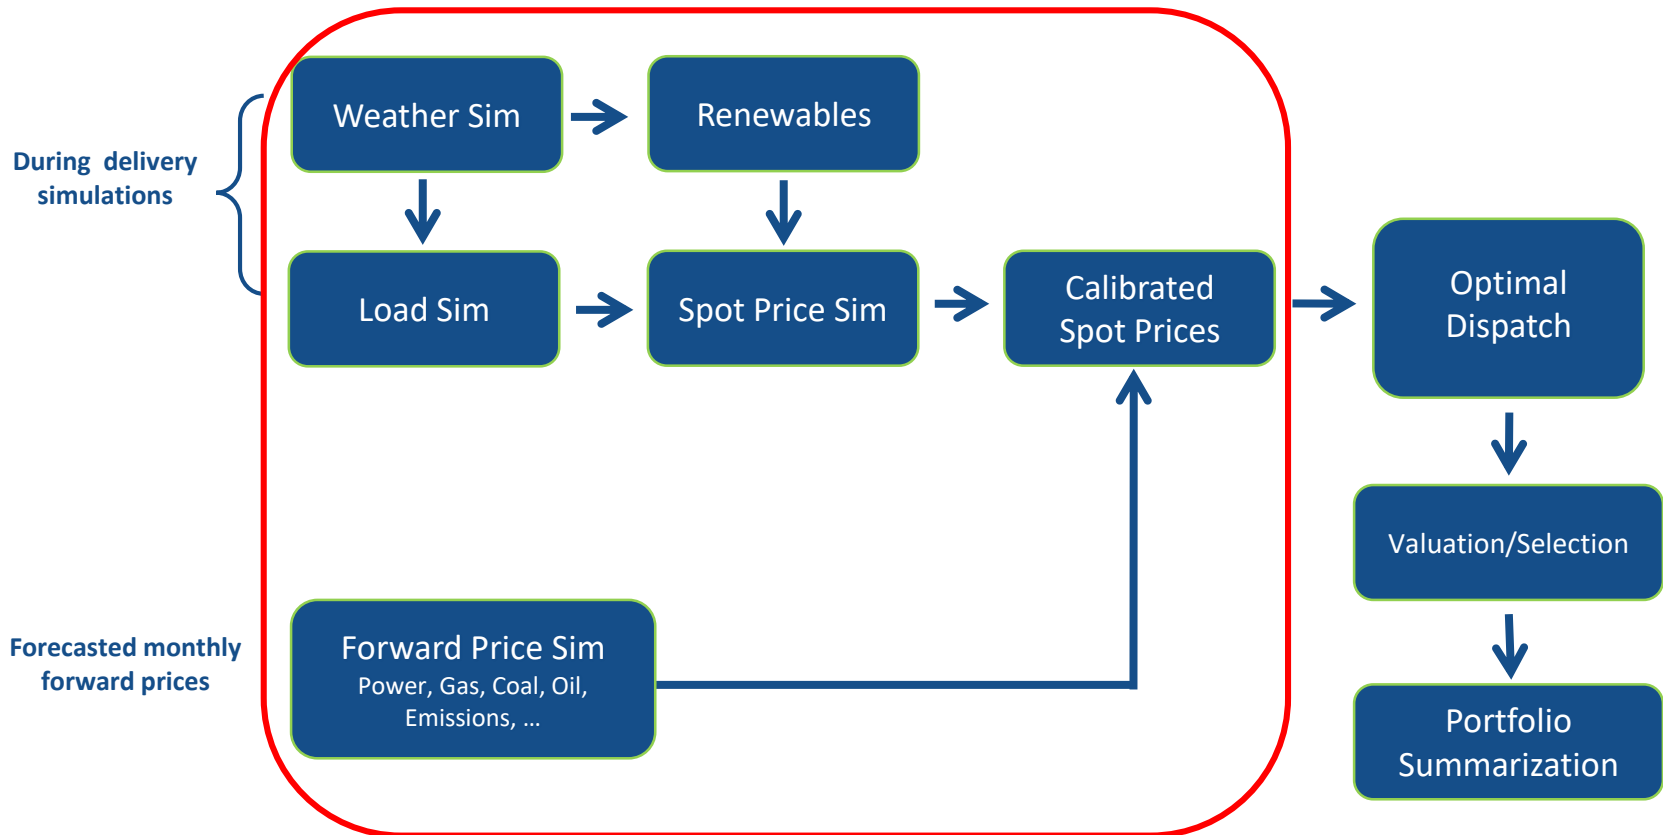 Weather Sim
Renewables
During delivery
simulations
Load Sim
Spot Price Sim
Calibrated
Spot Prices
Optimal
Dispatch
Valuation/Selection
Forecasted monthly
forward prices
Forward Price Sim
Power, Gas, Coal, Oil,
Emissions, ...
Portfolio
Summarization